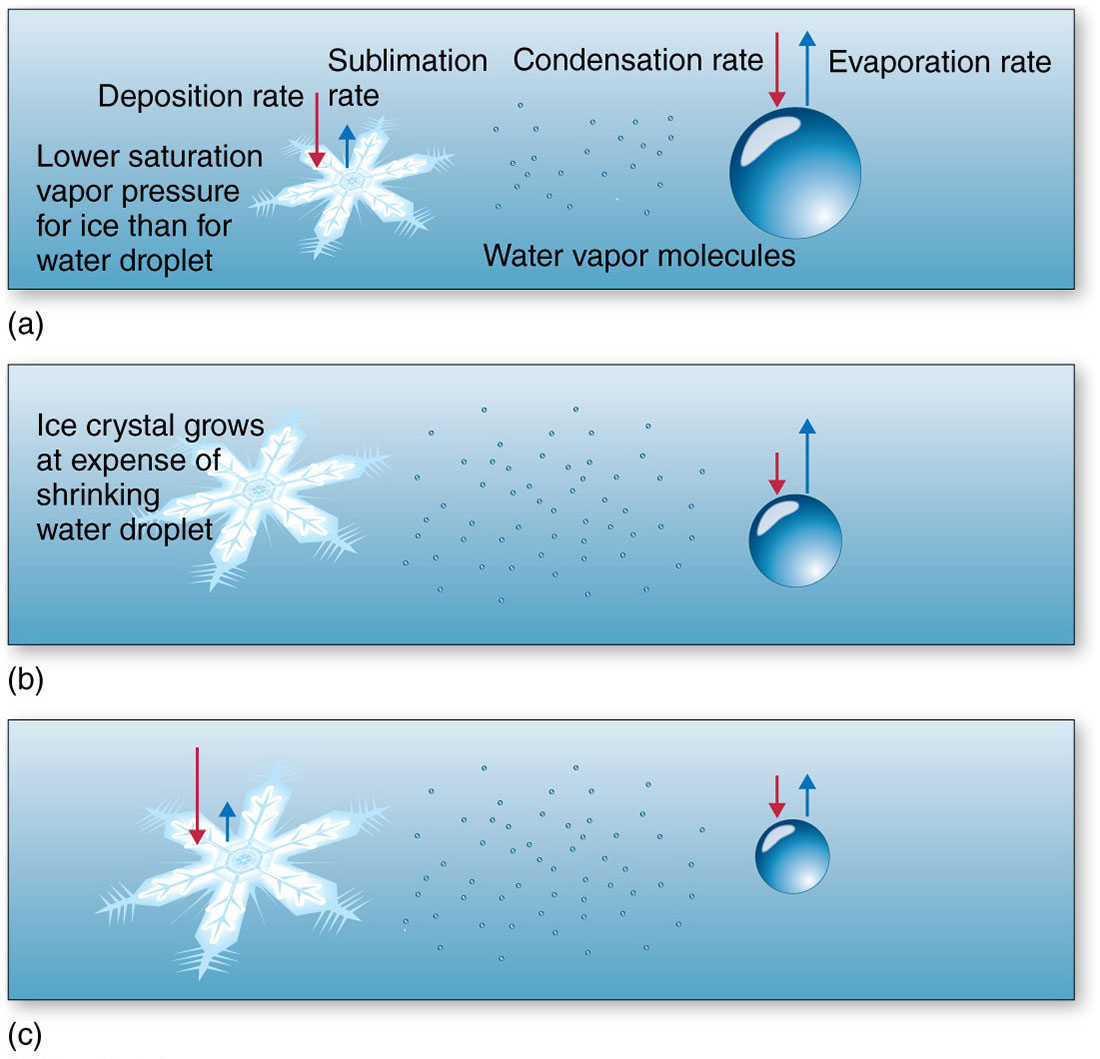 Sublimation
rate
Condensation rate
Evaporation rate
Deposition rate
Lower saturation
vapor pressure
for ice than for
water droplet
Water vapor molecules
(a)
Ice crystal grows
at expense of
shrinking
water droplet
(b)
(c)